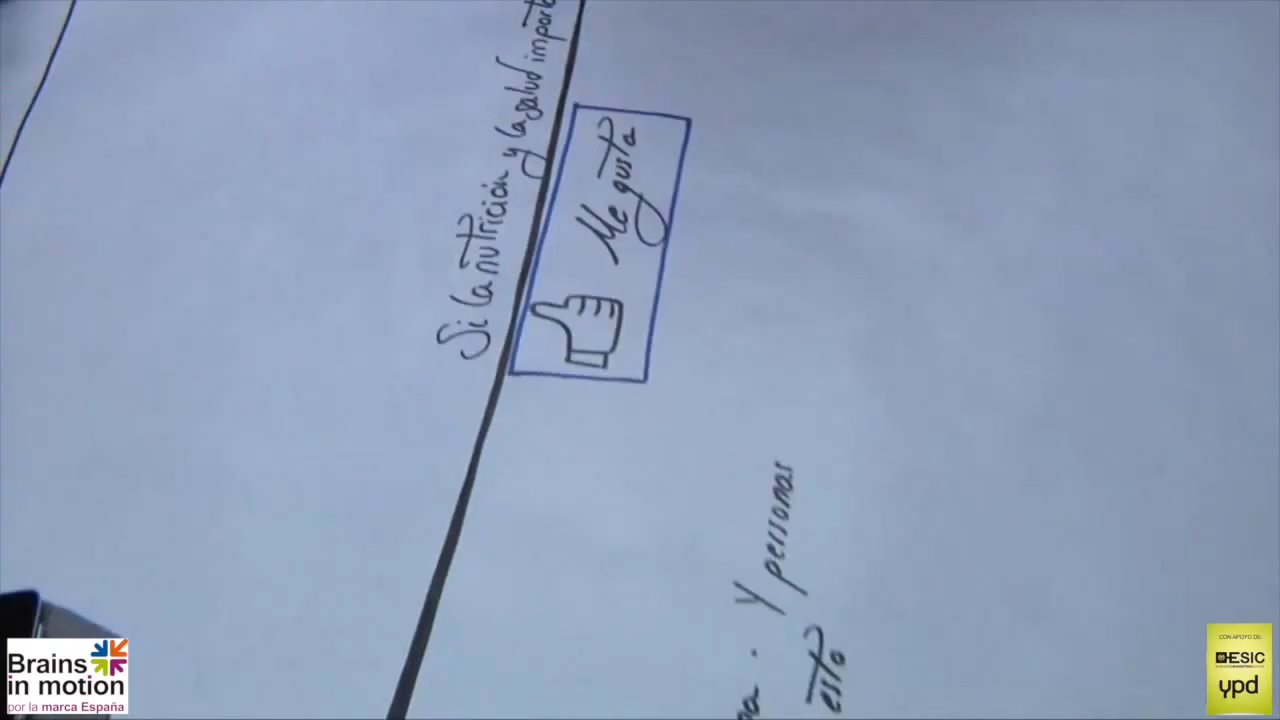 Si la nutrición y la salud
Me gusta
Y personas
esto
Brains
in motion
por la marca España
CON APOYO DE:
ESIC
ypd